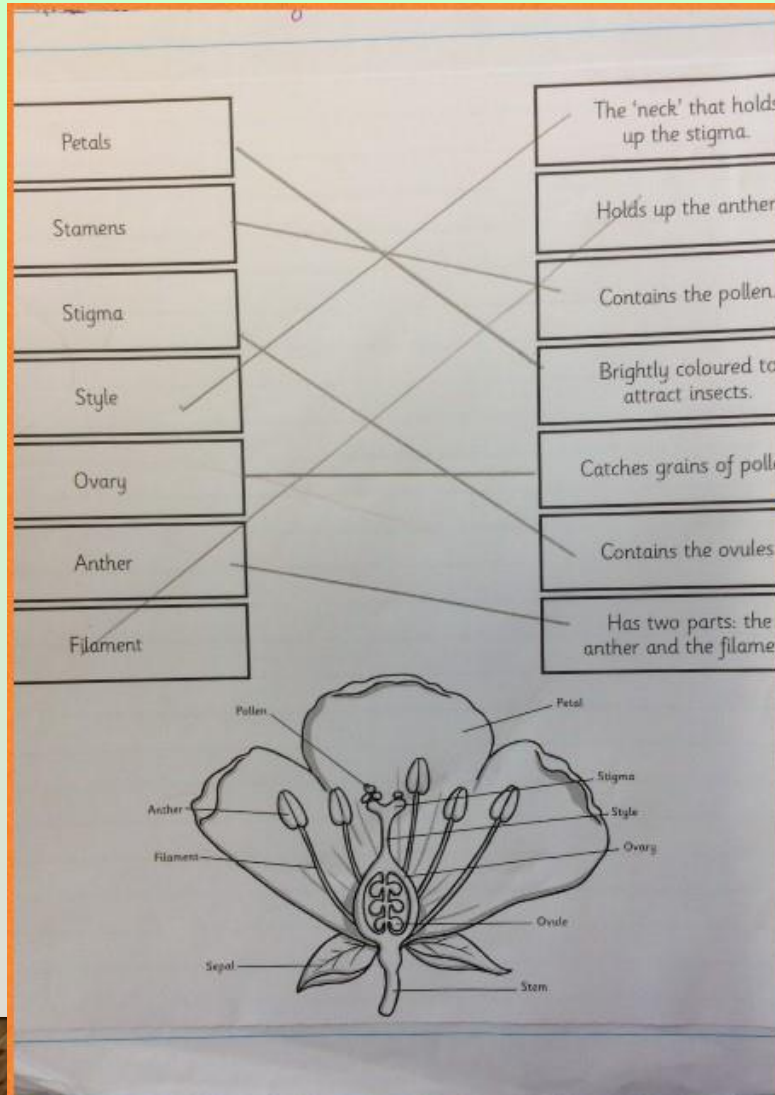 Petals
Stamens
Stigma
Style
Ovary
Anther
Filament
The 'neck' that holds
up the stigma.
Holds up the anther
Contains the pollen.
Brightly coloured to
attract insects.
Catches grains of
Contains the ovules
Has two parts: the
anther and the
Pollen
Petal
Stigma
Anther
Style
Filament
Ovary
Ovule
Sepal
Stem